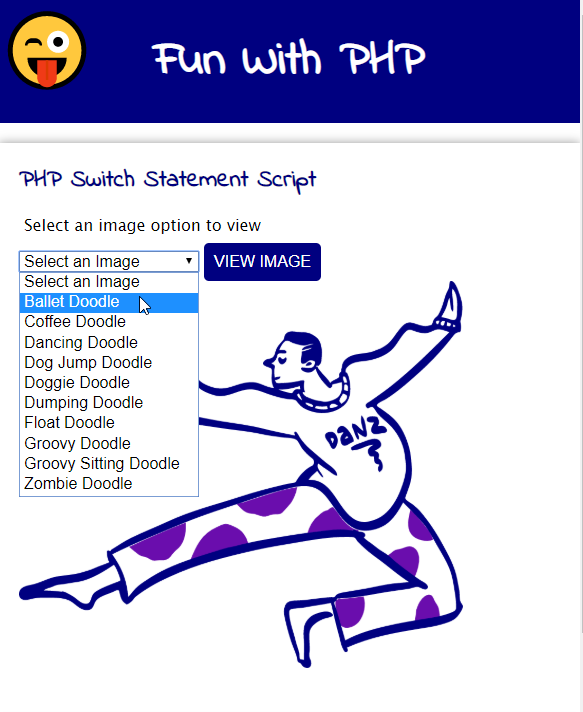 Fun with PHP
PHP Switch Statement Script
Select an image option to view
Select an Image
VIEW IMAGE
Select an Image
Ballet Doodle
Coffee Doodle
Dancing Doodle
Dog Jump Doodle
Doggie Doodle
Dumping Doodle
Float Doodle
Groovy Doodle
Groovy Sitting Doodle
Zombie Doodle
DANZ